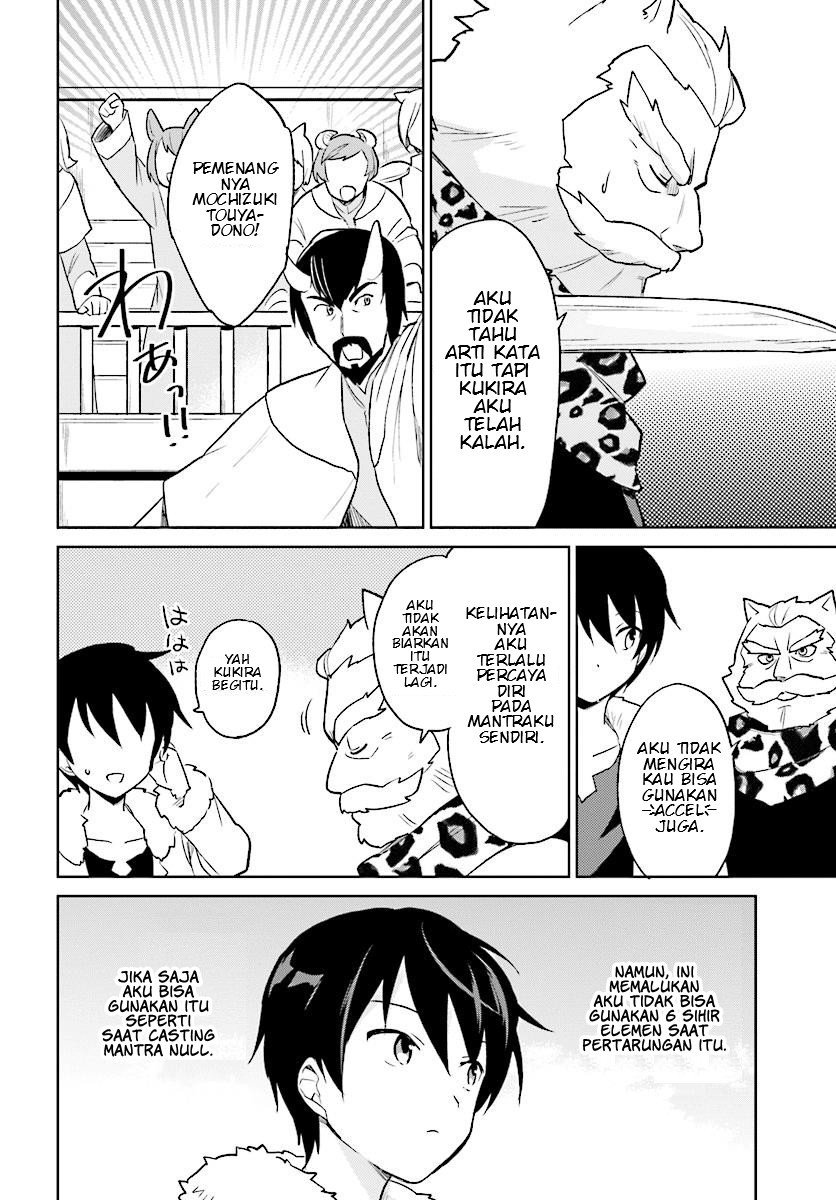 AKU
TIDAK
TAHU
ARTI KATA
ITU TAPI
KUKIRA
AKU
TELAH
KALAH.
PEMENANG
NYA
MOCHIZUKI
TOUYA-
DONO!
わぁっ!!
AKU TIDAK
MENGIRA
KAU BISA
GUNAKAN
-ACCEL-
JUGA.
KELIHATAN-
NYA
AKU
TERLALU
PERCAYA
DIRI
PADA
MANTRAKU
SENDIRI.
AKU
TIDAK
AKAN
BIARKAN
ITU
TERJADI
LAGI.
YAH
KUKIRA
BEGITU.
ははは
NAMUN, INI
MEMALUKAN
AKU TIDAK BISA
GUNAKAN 6 SIHIR
ELEMEN SAAT
PERTARUNGAN ITU.
JIKA SAJA
AKU BISA
GUNAKAN ITU
SEPERTI
SAAT CASTING
MANTRA NULL.